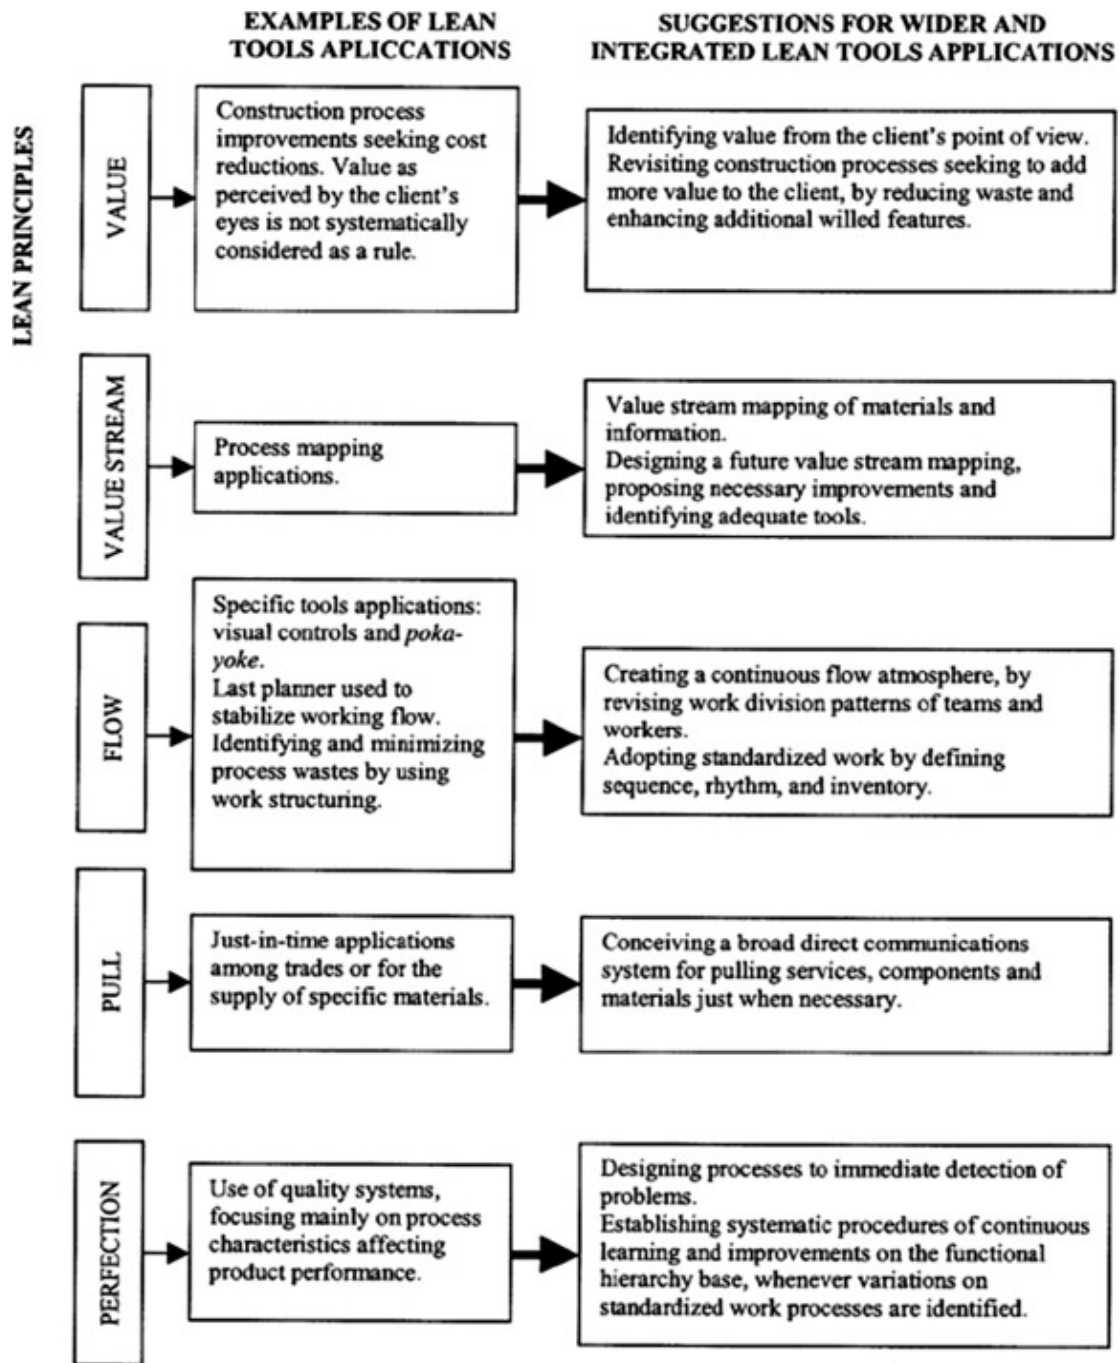 EXAMPLES OF LEAN
TOOLS APLICCATIONS
SUGGESTIONS FOR WIDER AND
INTEGRATED LEAN TOOLS APPLICATIONS
LEAN PRINCIPLES
VALUE
Construction process
improvements seeking cost
reductions. Value as
perceived by the client's
eyes is not systematically
considered as a rule.
Identifying value from the client's point of view.
Revisiting construction processes seeking to add
more value to the client, by reducing waste and
enhancing additional willed features.
VALUE STREAM
Process mapping
applications.
Value stream mapping of materials and
information.
Designing a future value stream mapping,
proposing necessary improvements and
identifying adequate tools.
FLOW
Specific tools applications:
visual controls and poka-
yoke.
Last planner used to
stabilize working flow.
Identifying and minimizing
process wastes by using
work structuring.
Creating a continuous flow atmosphere, by
revising work division patterns of teams and
workers.
Adopting standardized work by defining
sequence, rhythm, and inventory.
PULL
Just-in-time applications
among trades or for the
supply of specific materials.
Conceiving a broad direct communications
system for pulling services, components and
materials just when necessary.
PERFECTION
Use of quality systems,
focusing mainly on process
characteristics affecting
product performance.
Designing processes to immediate detection of
problems.
Establishing systematic procedures of continuous
learning and improvements on the functional
hierarchy base, whenever variations on
standardized work processes are identified.